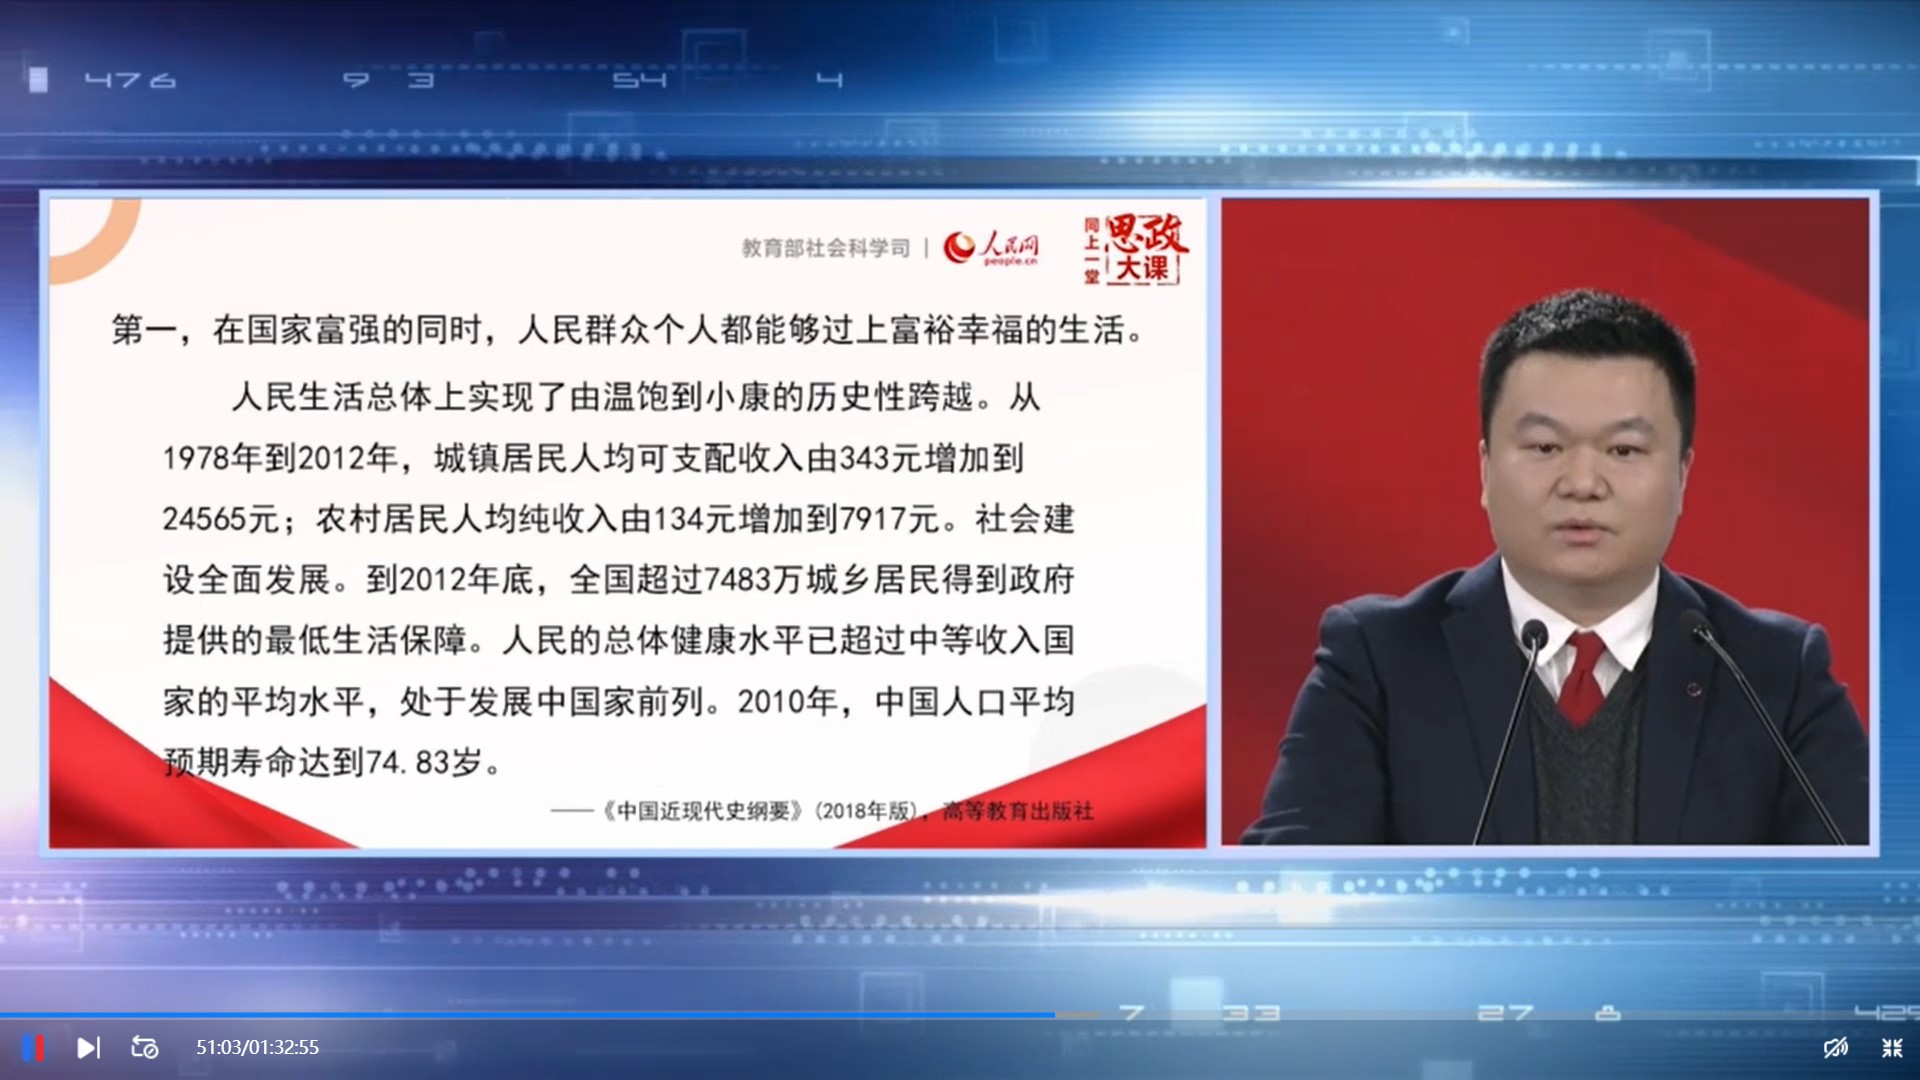 476 9 3 54 4
教育部社会科学司 | 人民网
people.cn
同上一堂
思政
大课
第一，在国家富强的同时，人民群众个人都能够过上富裕幸福的生活。
人民生活总体上实现了由温饱到小康的历史性跨越。从
1978年到2012年，城镇居民人均可支配收入由343元增加到
24565元；农村居民人均纯收入由134元增加到7917元。社会建
设全面发展。到2012年底，全国超过7483万城乡居民得到政府
提供的最低生活保障。人民的总体健康水平已超过中等收入国
家的平均水平，处于发展中国家前列。2010年，中国人口平均
预期寿命达到74.83岁。
——《中国近现代史纲要》（2018年版），高等教育出版社
7 33 27 8 429
51:03/01:32:55